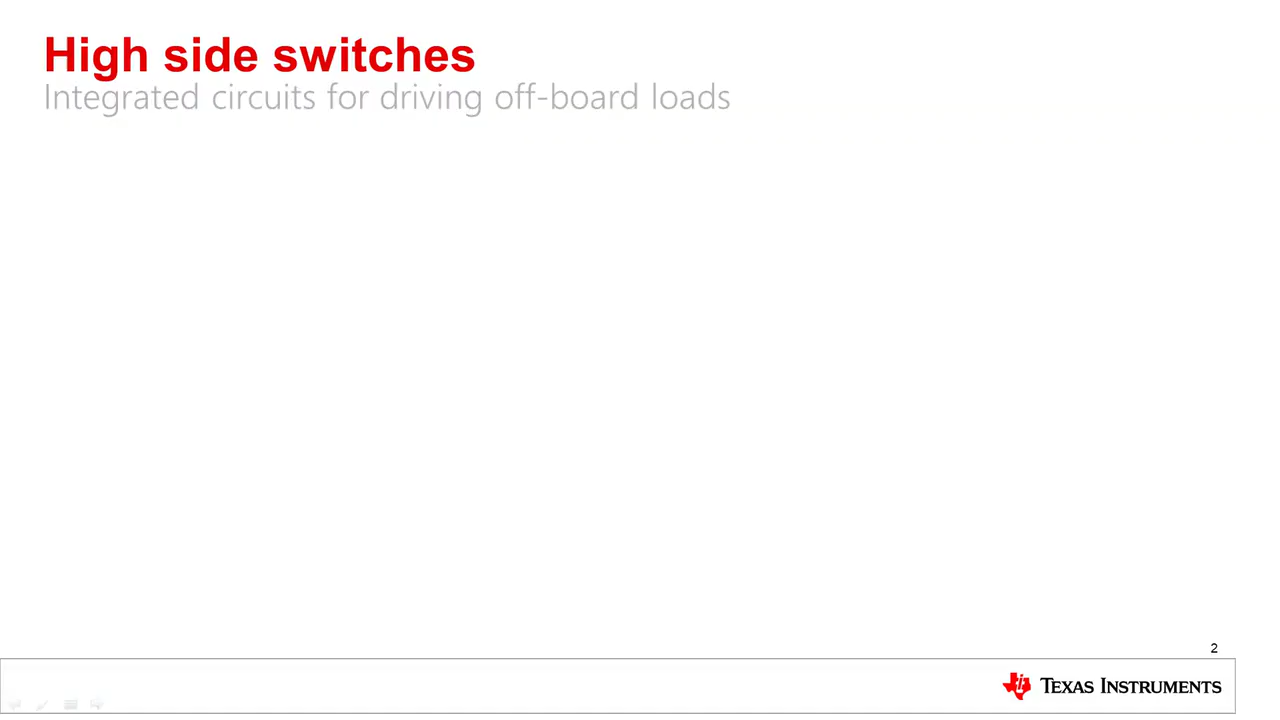 High side switches
Integrated circuits for driving off-board loads
2
TEXAS INSTRUMENTS